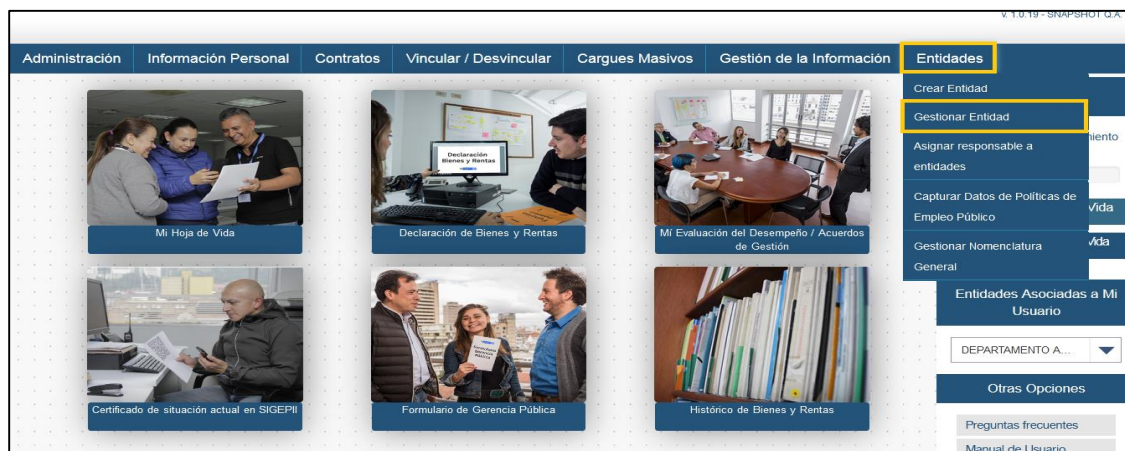 v. 1.0.19 - SNAPSHOT Q.A.
Administración Información Personal Contratos Vincular / Desvincular Cargues Masivos Gestión de la Información Entidades
Crear Entidad
Gestionar Entidad
Asignar responsable a
entidades
Capturar Datos de Políticas de
Empleo Público
Gestionar Nomenclatura
General
miento
Vida
Vida
Declaración
Bienes y Rentas
Mi Hoja de Vida
Declaración de Bienes y Rentas
Mí Evaluación del Desempeño / Acuerdos
de Gestión
Entidades Asociadas a Mi
Usuario
DEPARTAMENTO A...
Otras Opciones
Preguntas frecuentes
Manual de Usuario
Certificado de situación actual en SIGEPII
Formulario de Gerencia Pública
Histórico de Bienes y Rentas